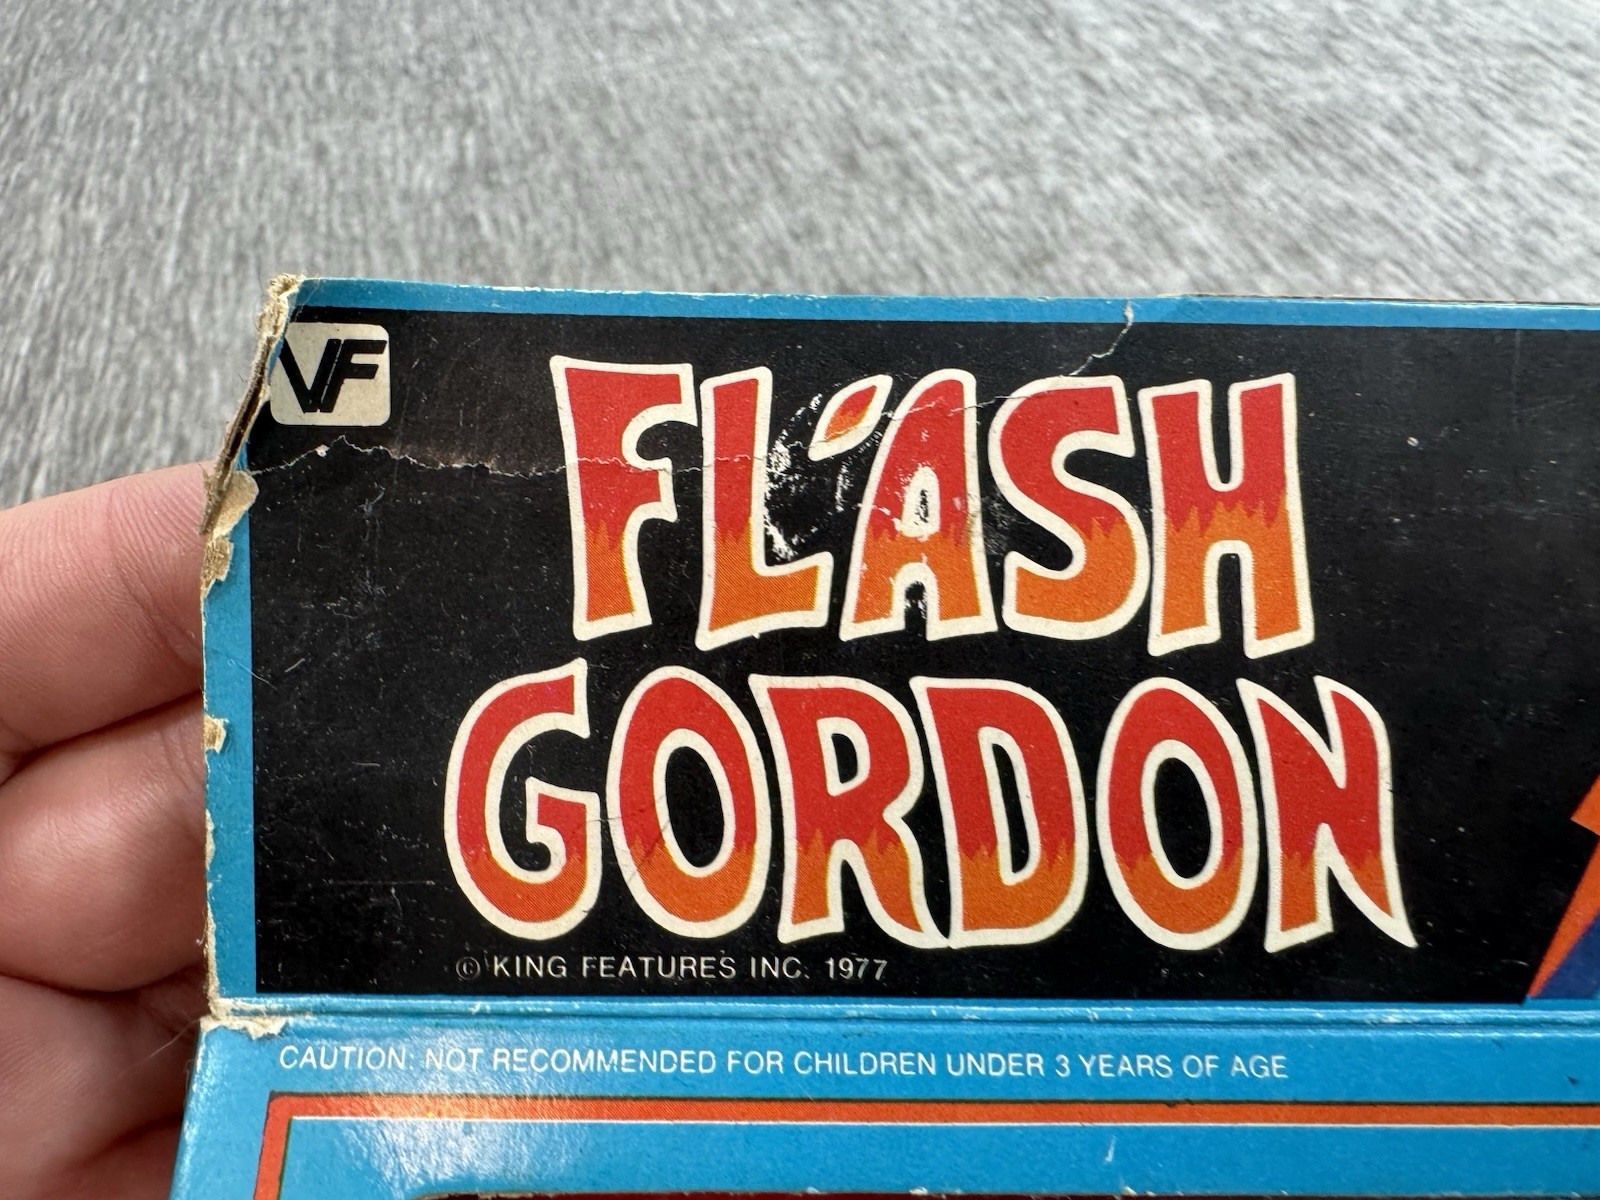 VF
FLASH
GORDON
© KING FEATURES INC. 1977
CAUTION: NOT RECOMMENDED FOR CHILDREN UNDER 3 YEARS OF AGE